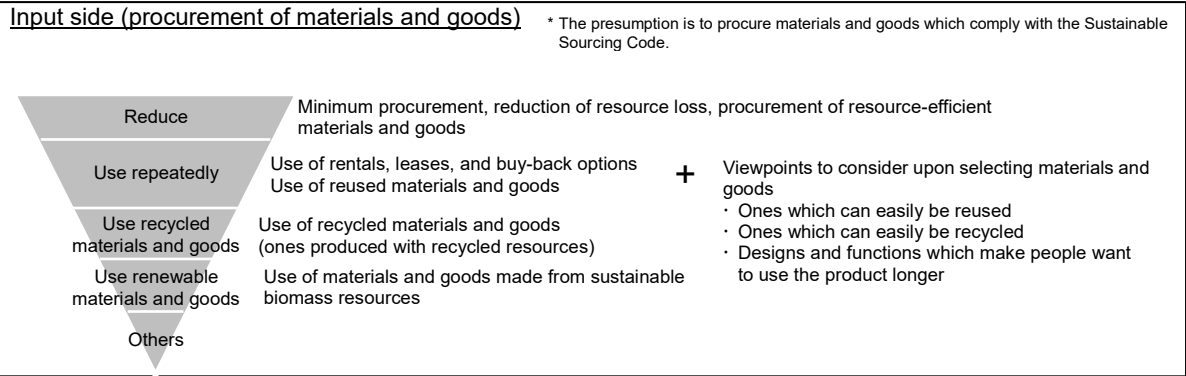 Input side (procurement of materials and goods)
* The presumption is to procure materials and goods which comply with the Sustainable
Sourcing Code.
Reduce
Minimum procurement, reduction of resource loss, procurement of resource-efficient
materials and goods
Use repeatedly
Use of rentals, leases, and buy-back options
Use of reused materials and goods
Use recycled
materials and goods
Use of recycled materials and goods
(ones produced with recycled resources)
Use renewable
materials and goods
Use of materials and goods made from sustainable
biomass resources
Others
+
Viewpoints to consider upon selecting materials and
goods
・ Ones which can easily be reused
・ Ones which can easily be recycled
・ Designs and functions which make people want
to use the product longer